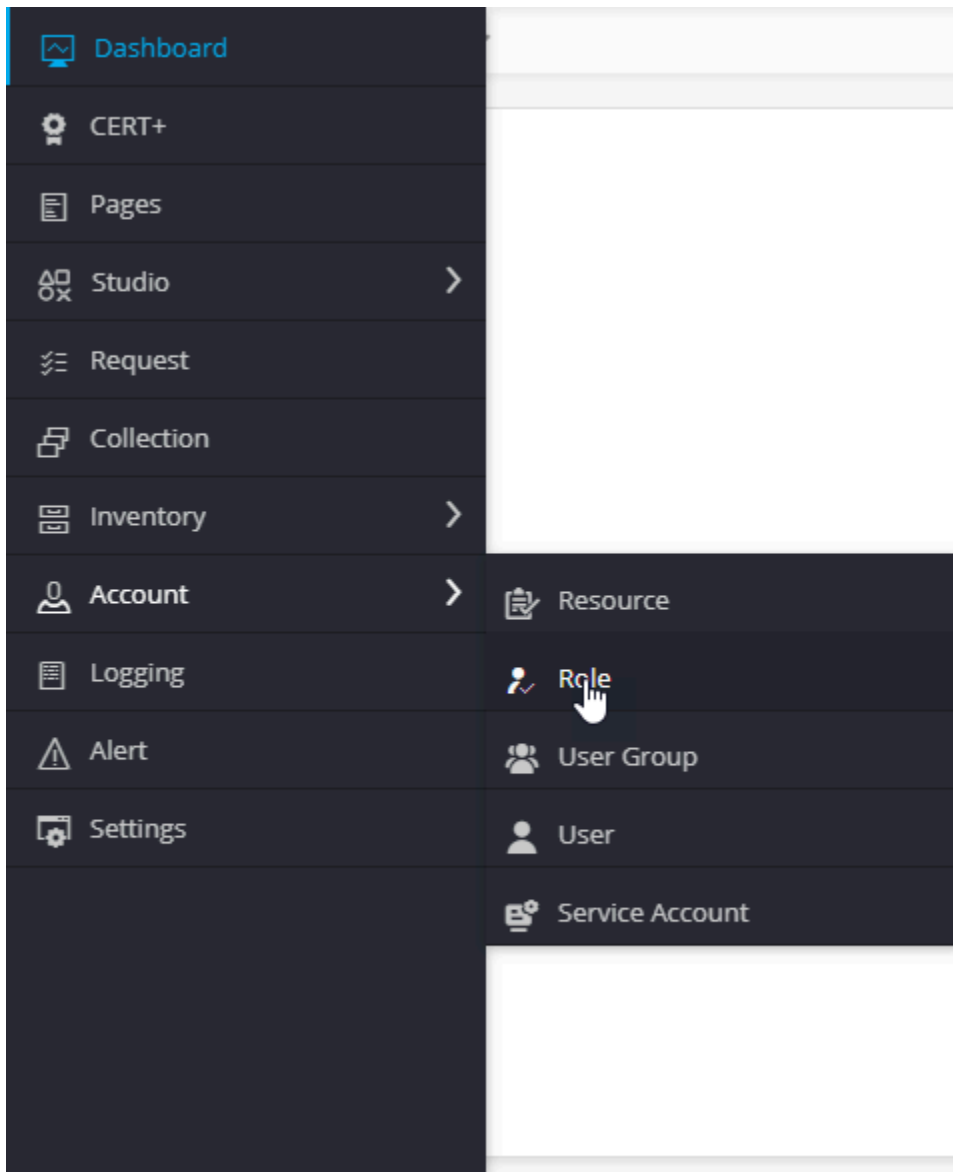 Dashboard
CERT+
Pages
Studio
Request
Collection
Inventory
Account
Logging
Alert
Settings
Resource
Role
User Group
User
Service Account